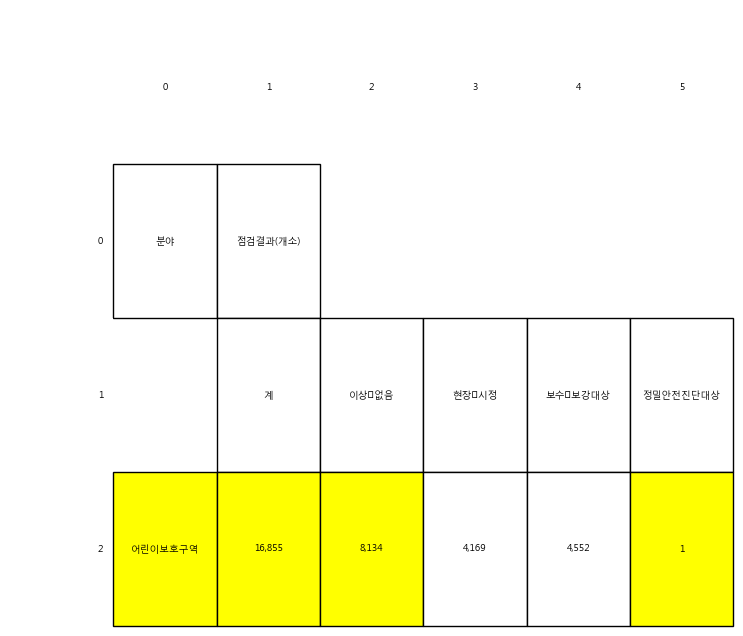 0 1 2 3 4 5
0 분야 점검결과(개소)
1 계 이상▯없음 현장▯시정 보수▯보강대상 정밀안전진단대상
2 어린이보호구역 16,855 8,134 4,169 4,552 1